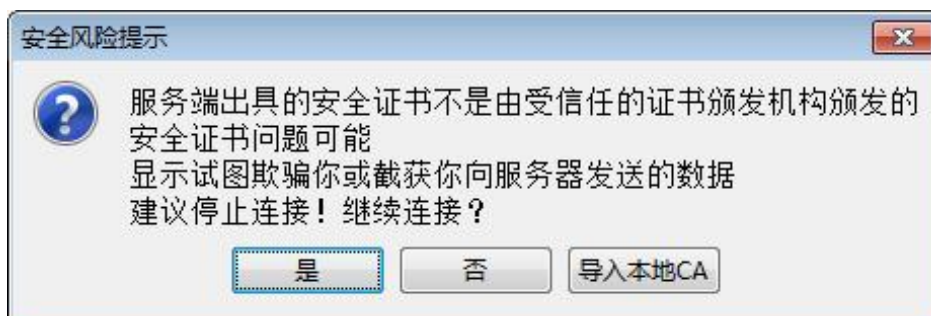 安全风险提示
服务端出具的安全证书不是由受信任的证书颁发机构颁发的
安全证书问题可能
显示试图欺骗你或截获你向服务器发送的数据
建议停止连接！继续连接？
是 否 导入本地CA